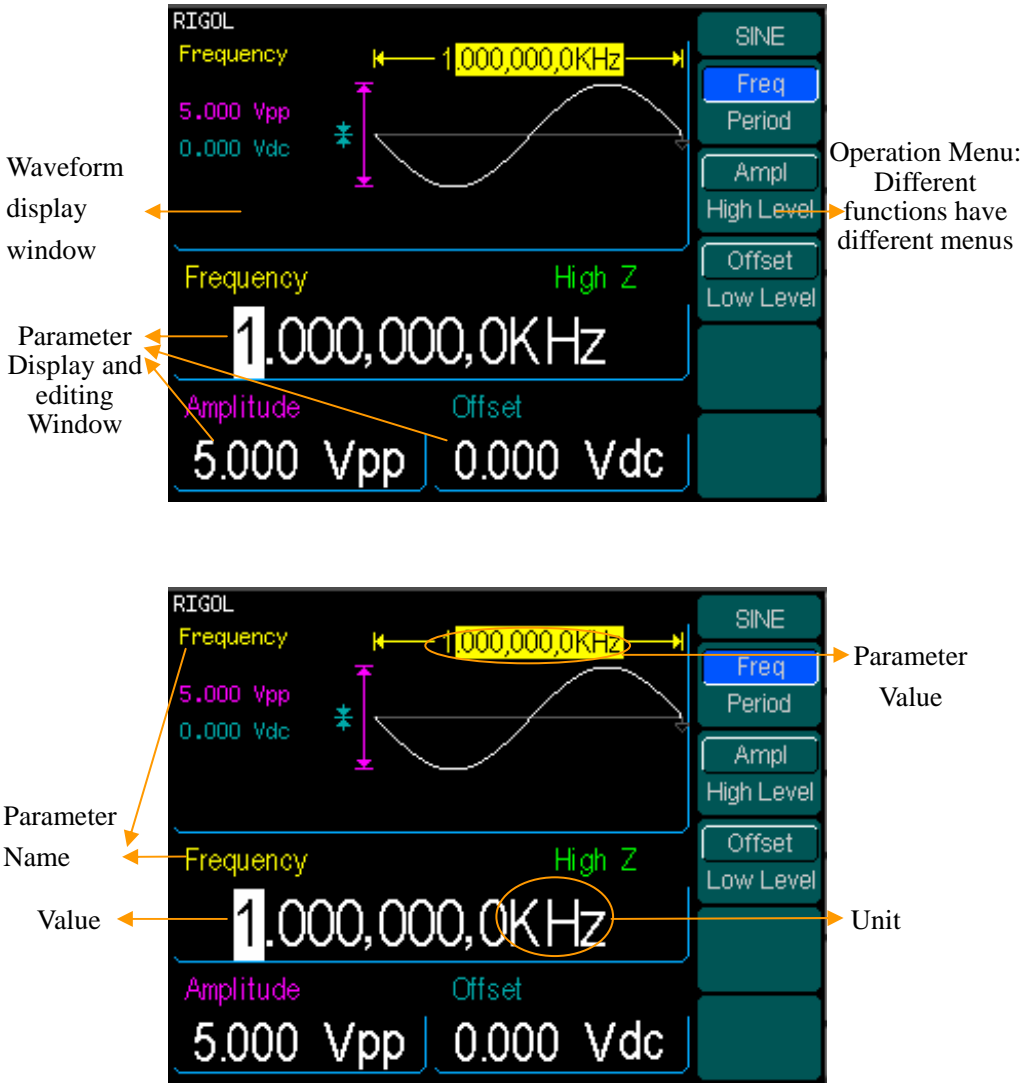 RIGOL
SINE
Frequency
1.000,000,0KHz
Freq
Period
5.000 Vpp
0.000 Vdc
Ampl
High Level
Waveform
display
window
Operation Menu:
Different
functions have
different menus
Offset
Low Level
Frequency
High Z
1.000,000,0KHz
Parameter
Display and
editing
Window
Amplitude
Offset
5.000 Vpp
0.000 Vdc
RIGOL
SINE
Frequency
1.000,000,0KHz
Parameter
Value
Freq
Period
5.000 Vpp
0.000 Vdc
Ampl
High Level
Parameter
Name
Offset
Low Level
Frequency
High Z
Value
1.000,000,0KHz
Unit
Amplitude
Offset
5.000 Vpp
0.000 Vdc